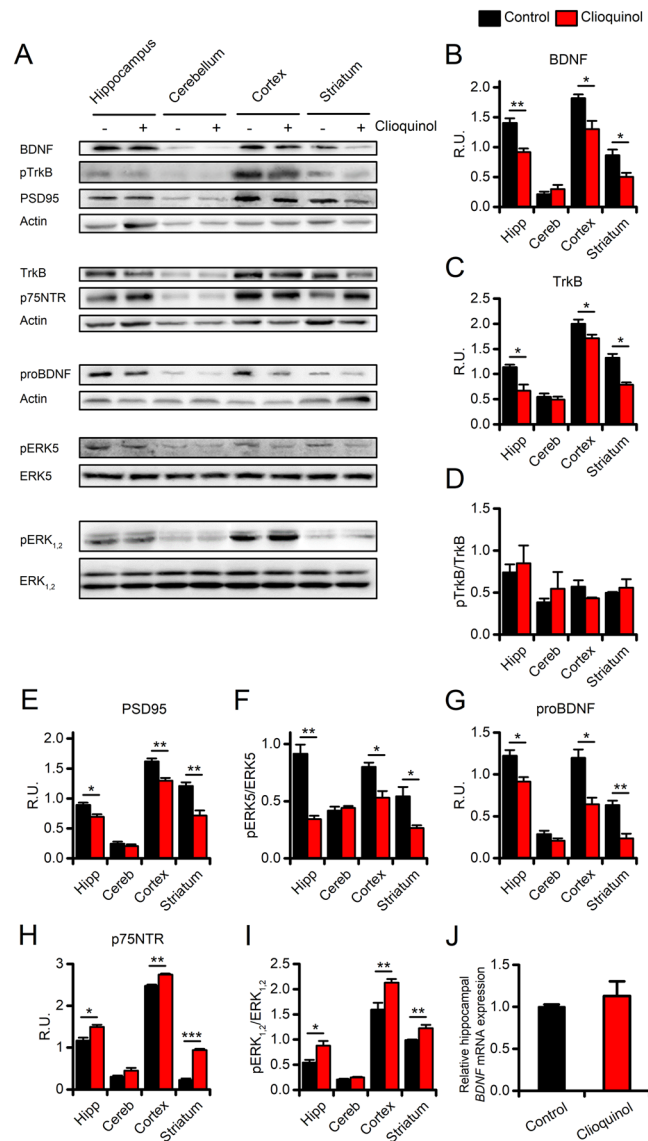 Control Clioquinol
A
Hippocampus Cerebellum Cortex Striatum
- + - + - + - + Clioquinol
BDNF
pTrkB
PSD95
Actin
TrkB
p75NTR
Actin
proBDNF
Actin
pERK5
ERK5
pERK1,2
ERK1,2
B
BDNF
R.U.
2.0
1.5
1.0
0.5
0
** * *
Hipp Cereb Cortex Striatum
C
TrkB
R.U.
2.5
2.0
1.5
1.0
0.5
0
* * *
Hipp Cereb Cortex Striatum
D
pTrkB/TrkB
1.5
1.0
0.5
0.0
Hipp Cereb Cortex Striatum
E
PSD95
R.U.
2.0
1.5
1.0
0.5
0
* ** **
Hipp Cereb Cortex Striatum
F
pERK5/ERK5
1.0
0.5
0
** * *
Hipp Cereb Cortex Striatum
G
proBDNF
R.U.
1.5
1.0
0.5
0
* * **
Hipp Cereb Cortex Striatum
H
p75NTR
R.U.
3
2
1
0
* ** ***
Hipp Cereb Cortex Striatum
I
pERK1,2/ERK1,2
2.5
2.0
1.5
1.0
0.5
0
* ** **
Hipp Cereb Cortex Striatum
J
Relative hippocampal
BDNF mRNA expression
1.5
1.0
0.5
0.0
Control Clioquinol